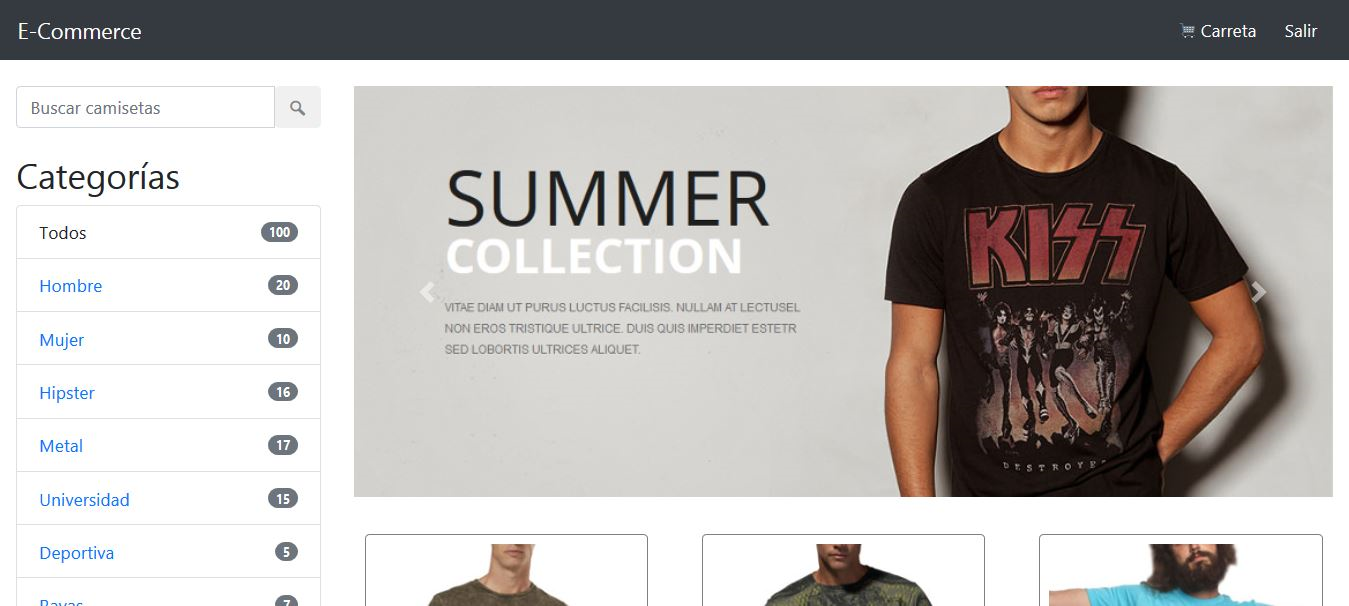 E-Commerce
Carreta
Salir
Buscar camisetas
Categorías
Todos 100
Hombre 20
Mujer 10
Hipster 16
Metal 17
Universidad 15
Deportiva 5
Rayas 7
SUMMER
COLLECTION
VITAE DIAM UT PURUS LUCTUS FACILISIS. NULLAM AT LECTUSEL
NON EROS TRISTIQUE ULTRICE. DUIS QUIS IMPERDIET ESTETR
SED LOBORTIS ULTRICES ALIQUET.
KISS
DESTROYER